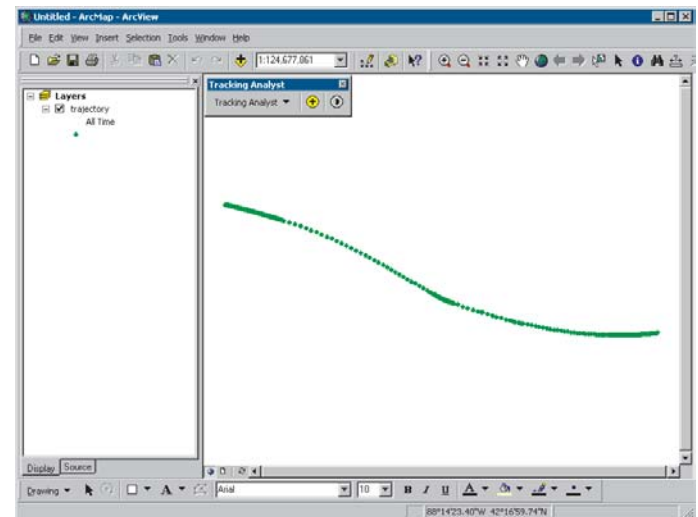 Untitled - ArcMap - ArcView
File Edit View Insert Selection Tools Window Help
1:124,677,061
Tracking Analyst
Tracking Analyst
Layers
trajectory
All Time
Display Source
Drawing A Arial 10 B I U A
88°14'23.40"W 42°16'59.74"N